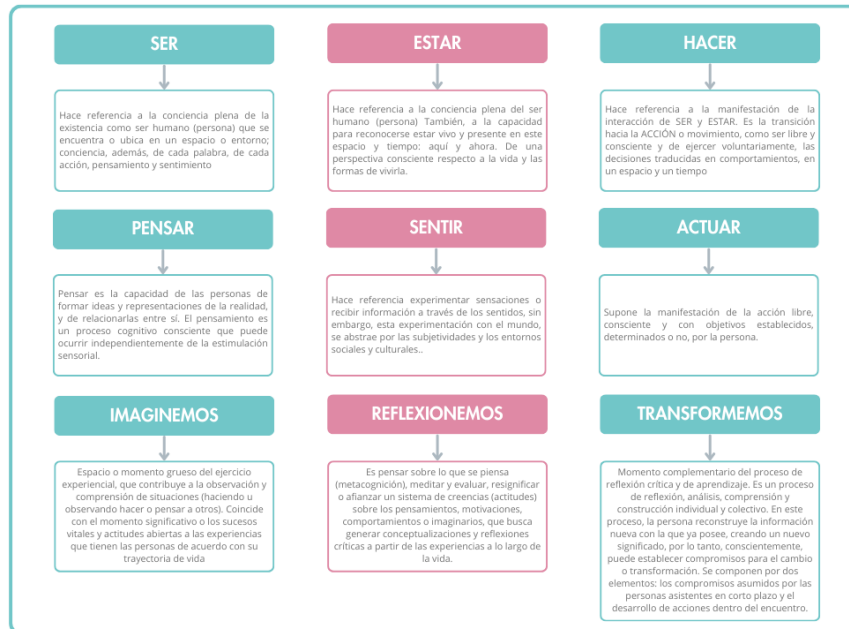 SER
Hace referencia a la conciencia plena de la
existencia como ser humano (persona) que se
encuentra o ubica en un espacio o entorno;
conciencia, además, de cada palabra, de cada
acción, pensamiento y sentimiento
ESTAR
Hace referencia a la conciencia plena del ser
humano (persona) También, a la capacidad
para reconocerse estar vivo y presente en este
espacio y tiempo: aquí y ahora. De una
perspectiva consciente respecto a la vida y las
formas de vivirla.
HACER
Hace referencia a la manifestación de la
interacción de SER y ESTAR. Es la transición
hacia la ACCIÓN o movimiento, como ser libre y
consciente y de ejercer voluntariamente, las
decisiones traducidas en comportamientos, en
un espacio y un tiempo
PENSAR
Pensar es la capacidad de las personas de
formar ideas y representaciones de la realidad,
y de relacionarlas entre sí. El pensamiento es
un proceso cognitivo consciente que puede
ocurrir independientemente de la estimulación
sensorial.
SENTIR
Hace referencia experimentar sensaciones o
recibir información a través de los sentidos, sin
embargo, esta experimentación con el mundo,
se abstrae por las subjetividades y los entornos
sociales y culturales..
ACTUAR
Supone la manifestación de la acción libre,
consciente y con objetivos establecidos,
determinados o no, por la persona.
IMAGINEMOS
Espacio o momento grueso del ejercicio
experiencial, que contribuye a la observación y
comprensión de situaciones (haciendo u
observando hacer o pensar a otros). Coincide
con el momento significativo o los sucesos
vitales y actitudes abiertas a las experiencias
que tienen las personas de acuerdo con su
trayectoria de vida
REFLEXIONEMOS
Es pensar sobre lo que se piensa
(metacognición), meditar y evaluar, resignificar
o afianzar un sistema de creencias (actitudes)
sobre los pensamientos, motivaciones,
comportamientos o imaginarios, que busca
generar conceptualizaciones y reflexiones
críticas a partir de las experiencias a lo largo de
la vida.
TRANSFORMEMOS
Momento complementario del proceso de
reflexión crítica y de aprendizaje. Es un proceso
de reflexión, análisis, comprensión y
construcción individual y colectivo. En este
proceso, la persona reconstruye la información
nueva con la que ya posee, creando un nuevo
significado, por lo tanto, conscientemente,
puede establecer compromisos para el cambio
o transformación. Se componen por dos
elementos: los compromisos asumidos por las
personas asistentes en corto plazo y el
desarrollo de acciones dentro del encuentro.